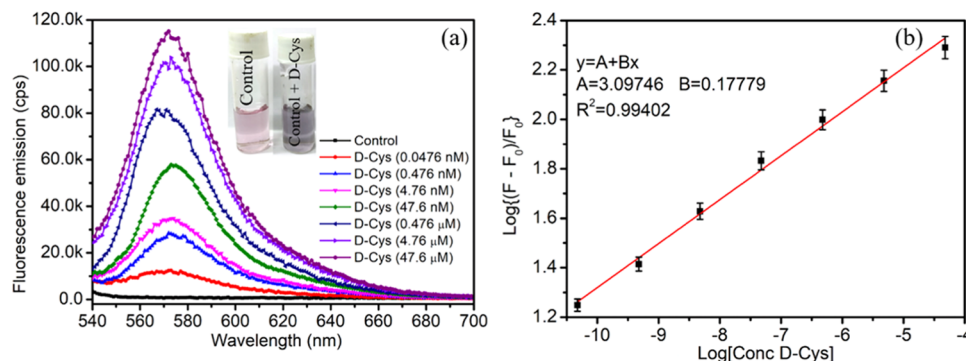 (a)
120.0k
100.0k
80.0k
60.0k
40.0k
20.0k
0.0
Fluorescence emission (cps)
540 560 580 600 620 640 660 680 700
Wavelength (nm)
Control
Control + D-Cys
Control
D-Cys (0.0476 nM)
D-Cys (0.476 nM)
D-Cys (4.76 nM)
D-Cys (47.6 nM)
D-Cys (0.476 μM)
D-Cys (4.76 μM)
D-Cys (47.6 μM)
(b)
2.4
2.2
2.0
1.8
1.6
1.4
1.2
Log{(F - F₀)/F₀}
y=A+Bx
A=3.09746 B=0.17779
R²=0.99402
-10 -9 -8 -7 -6 -5 -4
Log[Conc D-Cys]